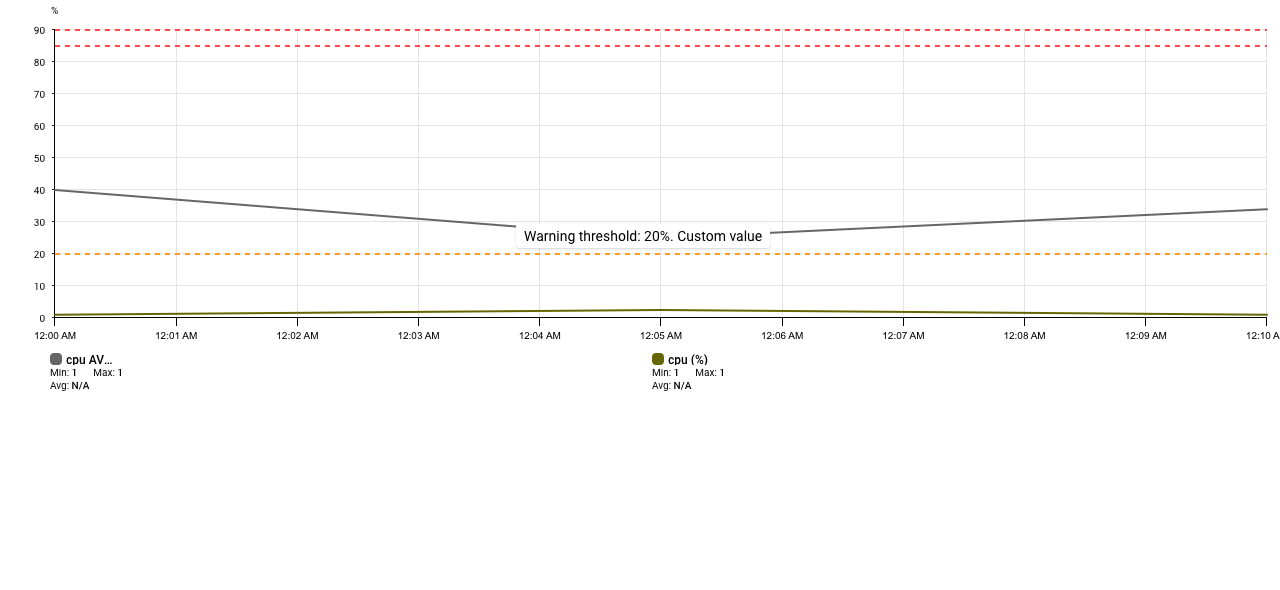 %
90
80
70
60
50
40
30
Warning threshold: 20%. Custom value
20
10
0
12:00 AM 12:01 AM 12:02 AM 12:03 AM 12:04 AM 12:05 AM 12:06 AM 12:07 AM 12:08 AM 12:09 AM 12:10 A
cpu AV... cpu (%)
Min: 1 Max: 1 Min: 1 Max: 1
Avg: N/A Avg: N/A